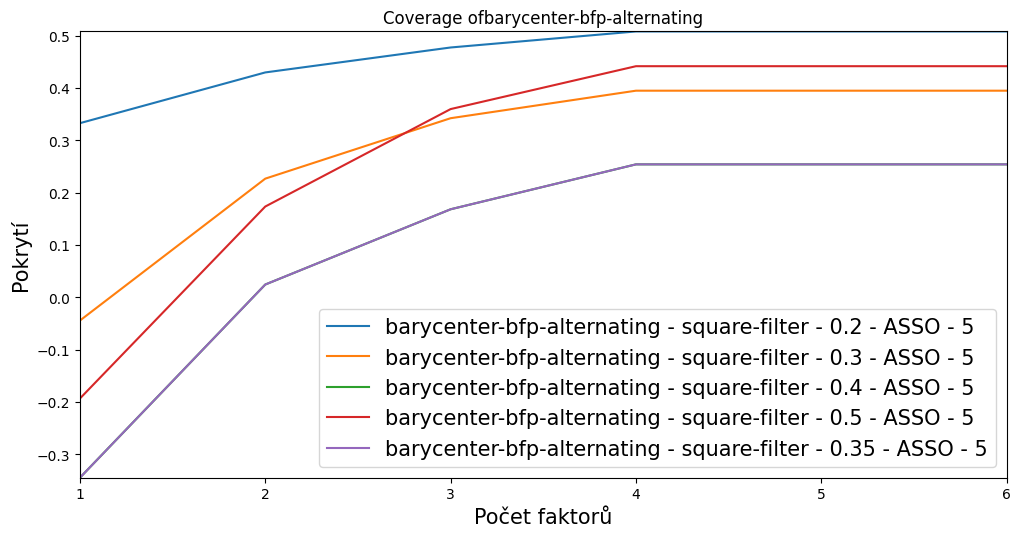 Coverage ofbarycenter-bfp-alternating
0.5
0.4
0.3
0.2
0.1
0.0
−0.1
−0.2
−0.3
Pokrytí
barycenter-bfp-alternating - square-filter - 0.2 - ASSO - 5
barycenter-bfp-alternating - square-filter - 0.3 - ASSO - 5
barycenter-bfp-alternating - square-filter - 0.4 - ASSO - 5
barycenter-bfp-alternating - square-filter - 0.5 - ASSO - 5
barycenter-bfp-alternating - square-filter - 0.35 - ASSO - 5
1 2 3 4 5 6
Počet faktorů